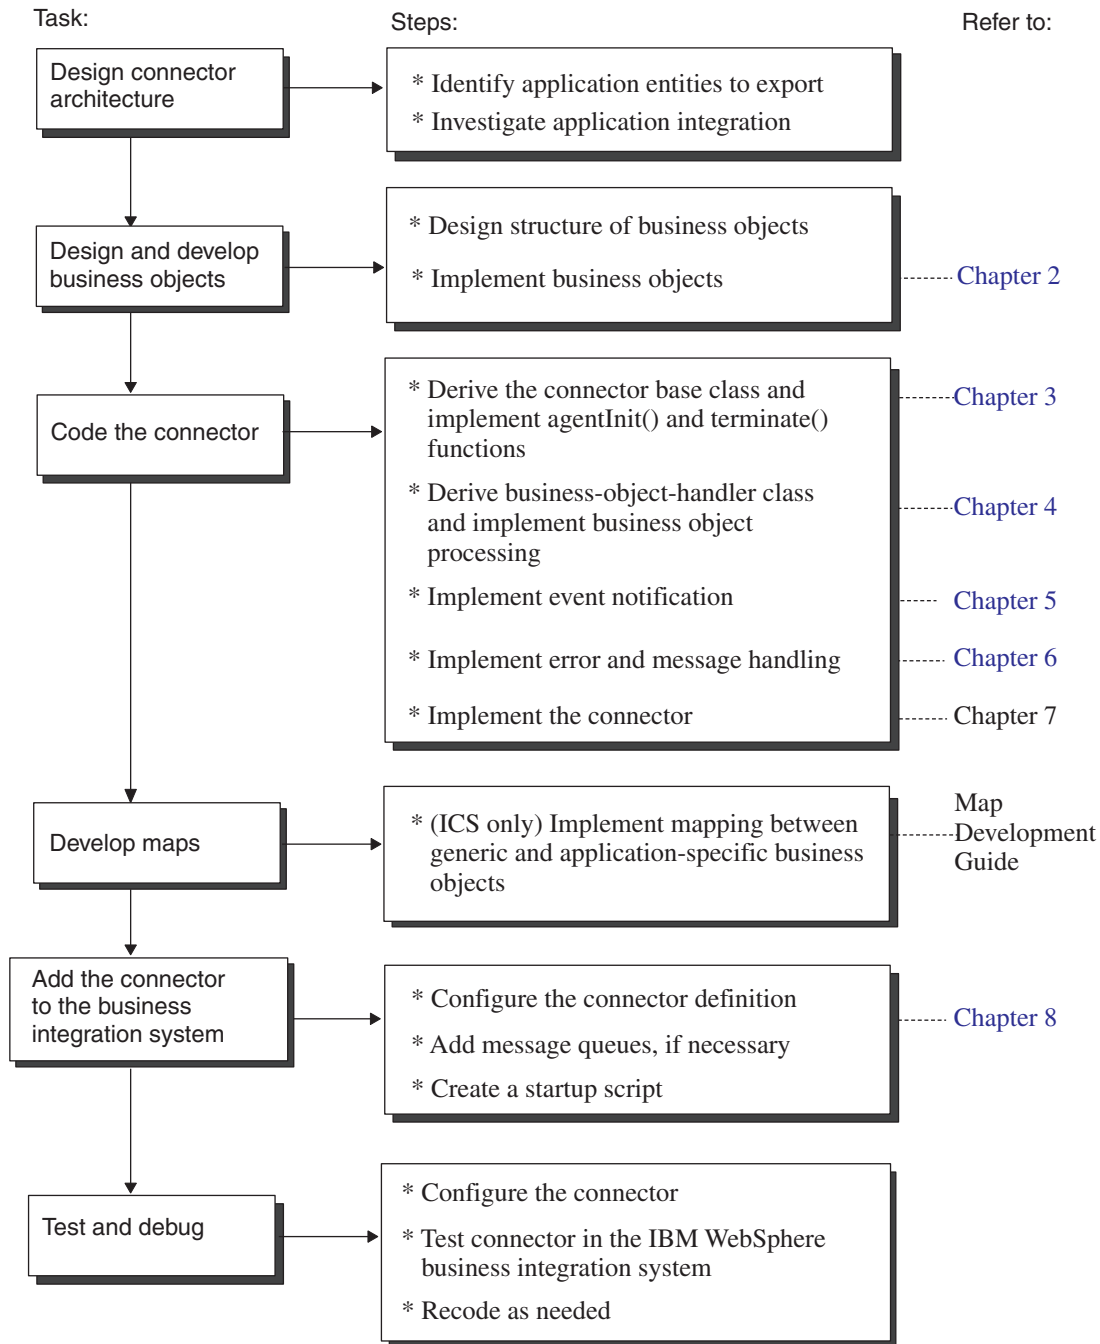 Task:
Steps:
Refer to:
Design connector
architecture
* Identify application entities to export
* Investigate application integration
Design and develop
business objects
* Design structure of business objects
* Implement business objects
Chapter 2
Code the connector
* Derive the connector base class and
implement agentInit() and terminate()
functions
Chapter 3
* Derive business-object-handler class
and implement business object
processing
Chapter 4
* Implement event notification
Chapter 5
* Implement error and message handling
Chapter 6
* Implement the connector
Chapter 7
Develop maps
* (ICS only) Implement mapping between
generic and application-specific business
objects
Map
Development
Guide
Add the connector
to the business
integration system
* Configure the connector definition
* Add message queues, if necessary
* Create a startup script
Chapter 8
Test and debug
* Configure the connector
* Test connector in the IBM WebSphere
business integration system
* Recode as needed